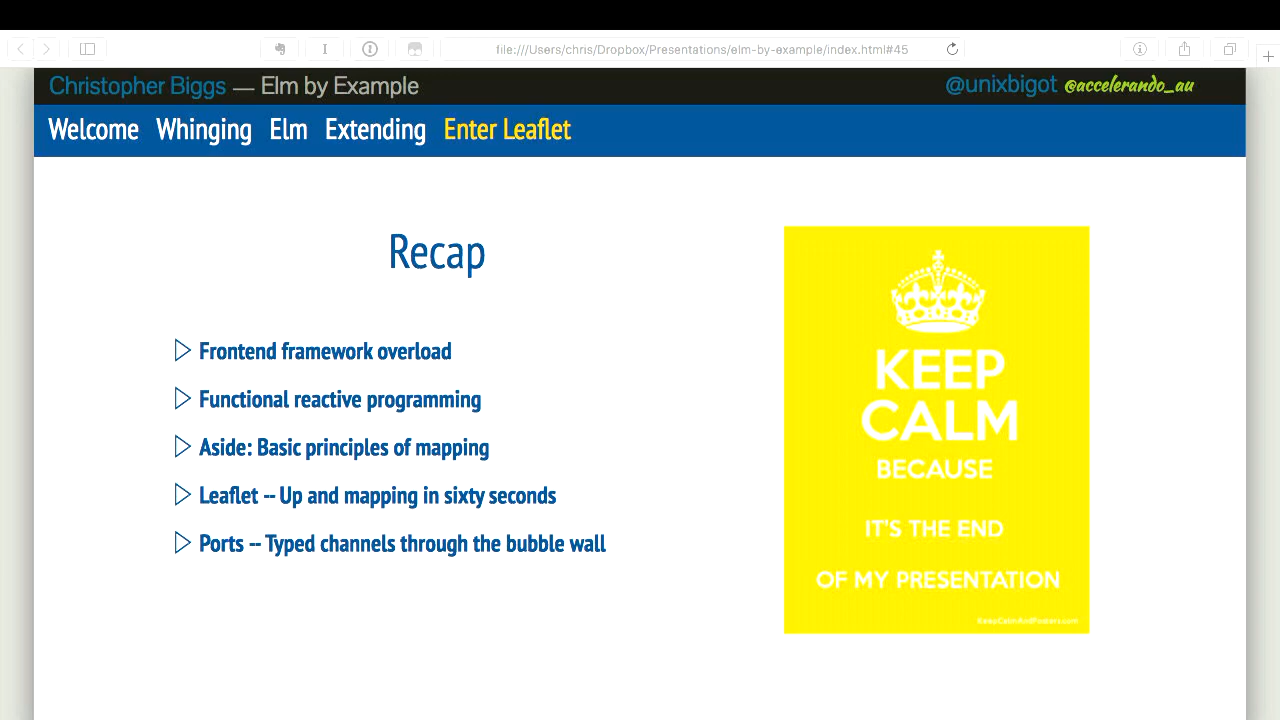 file:///Users/chris/Dropbox/Presentations/elm-by-example/index.html#45
Christopher Biggs — Elm by Example
@unixbigot @accelerando_au
Welcome Whinging Elm Extending Enter Leaflet
Recap
Frontend framework overload
Functional reactive programming
Aside: Basic principles of mapping
Leaflet -- Up and mapping in sixty seconds
Ports -- Typed channels through the bubble wall
KEEP
CALM
BECAUSE
IT'S THE END
OF MY PRESENTATION
KeepCalmAndPosters.com